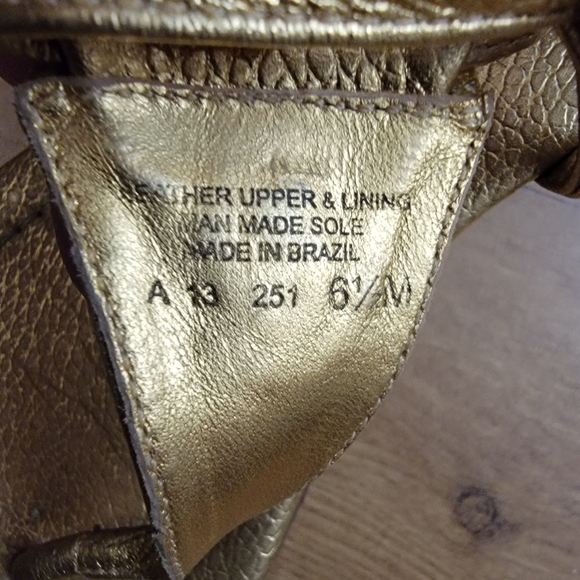 LEATHER UPPER & LINING
MAN MADE SOLE
MADE IN BRAZIL
A 13 251 6½M